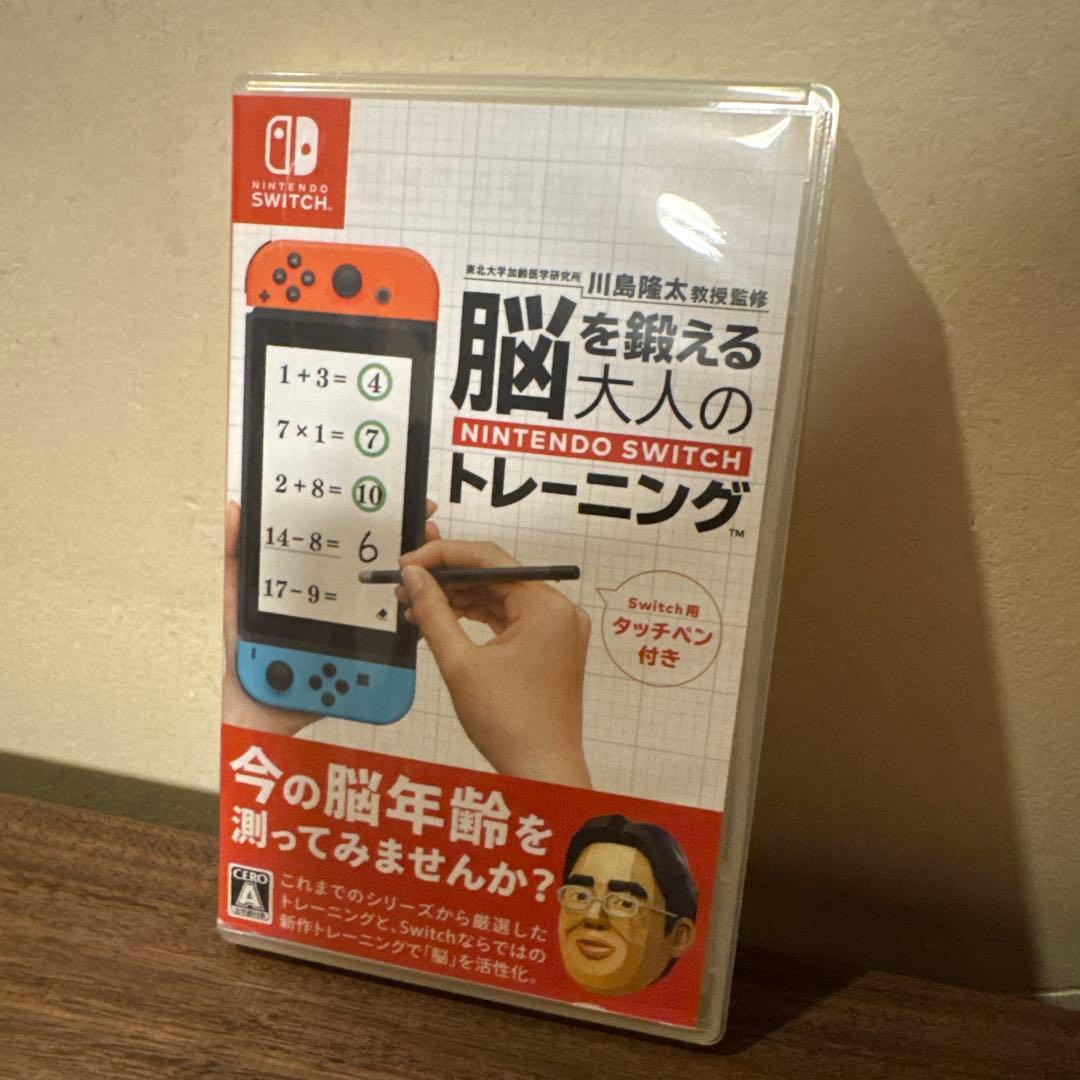 NINTENDO
SWITCH™
東北大学加齢医学研究所 川島隆太教授監修
脳を鍛える
大人の
NINTENDO SWITCH
トレーニング™
1+3= 4
7×1= 7
2+8= 10
14-8= 6
17-9=
Switch用
タッチペン
付き
今の脳年齢を
測ってみませんか?
CERO
A
これまでのシリーズから厳選した
トレーニングと、Switchならではの
新作トレーニングで「脳」を活性化。